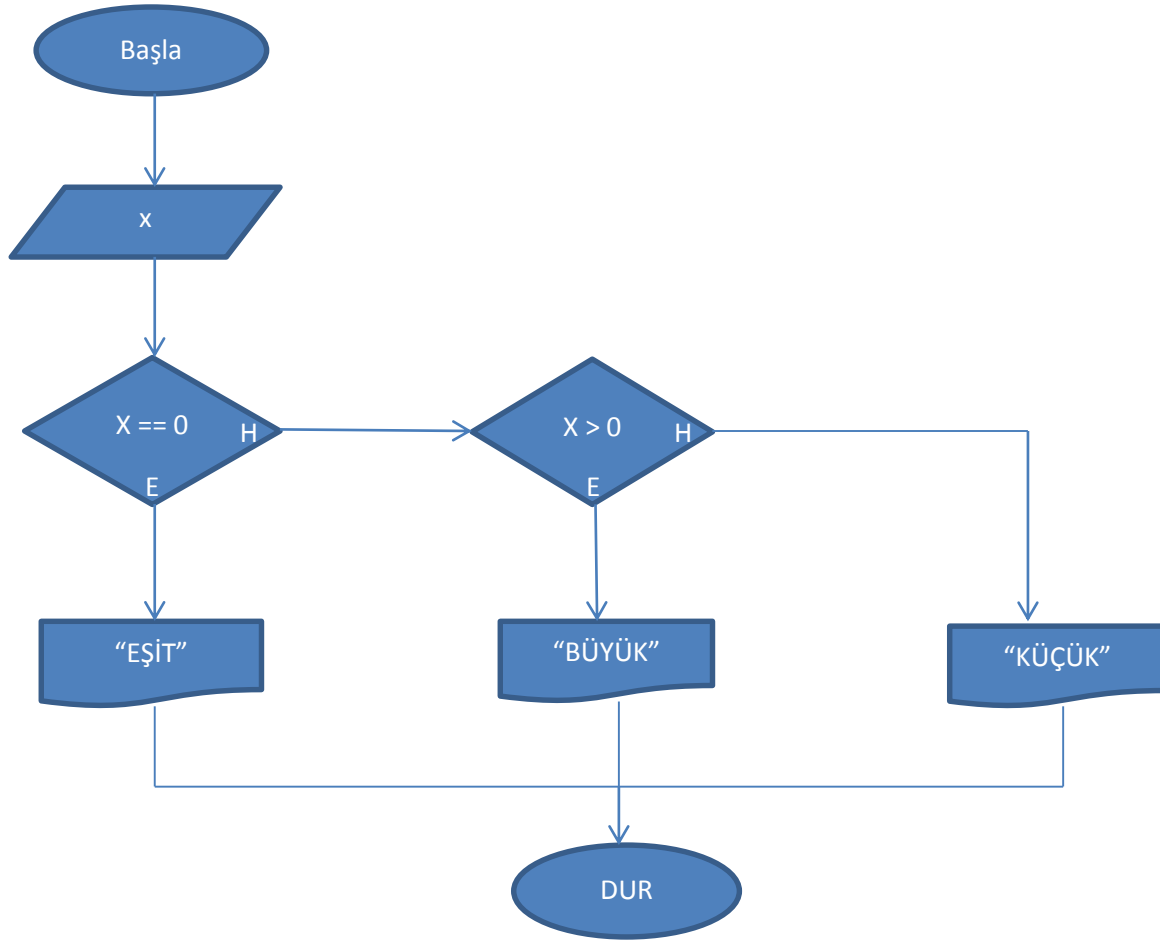 Başla
x
X == 0
H
E
X > 0
H
E
“EŞİT”
“BÜYÜK”
“KÜÇÜK”
DUR